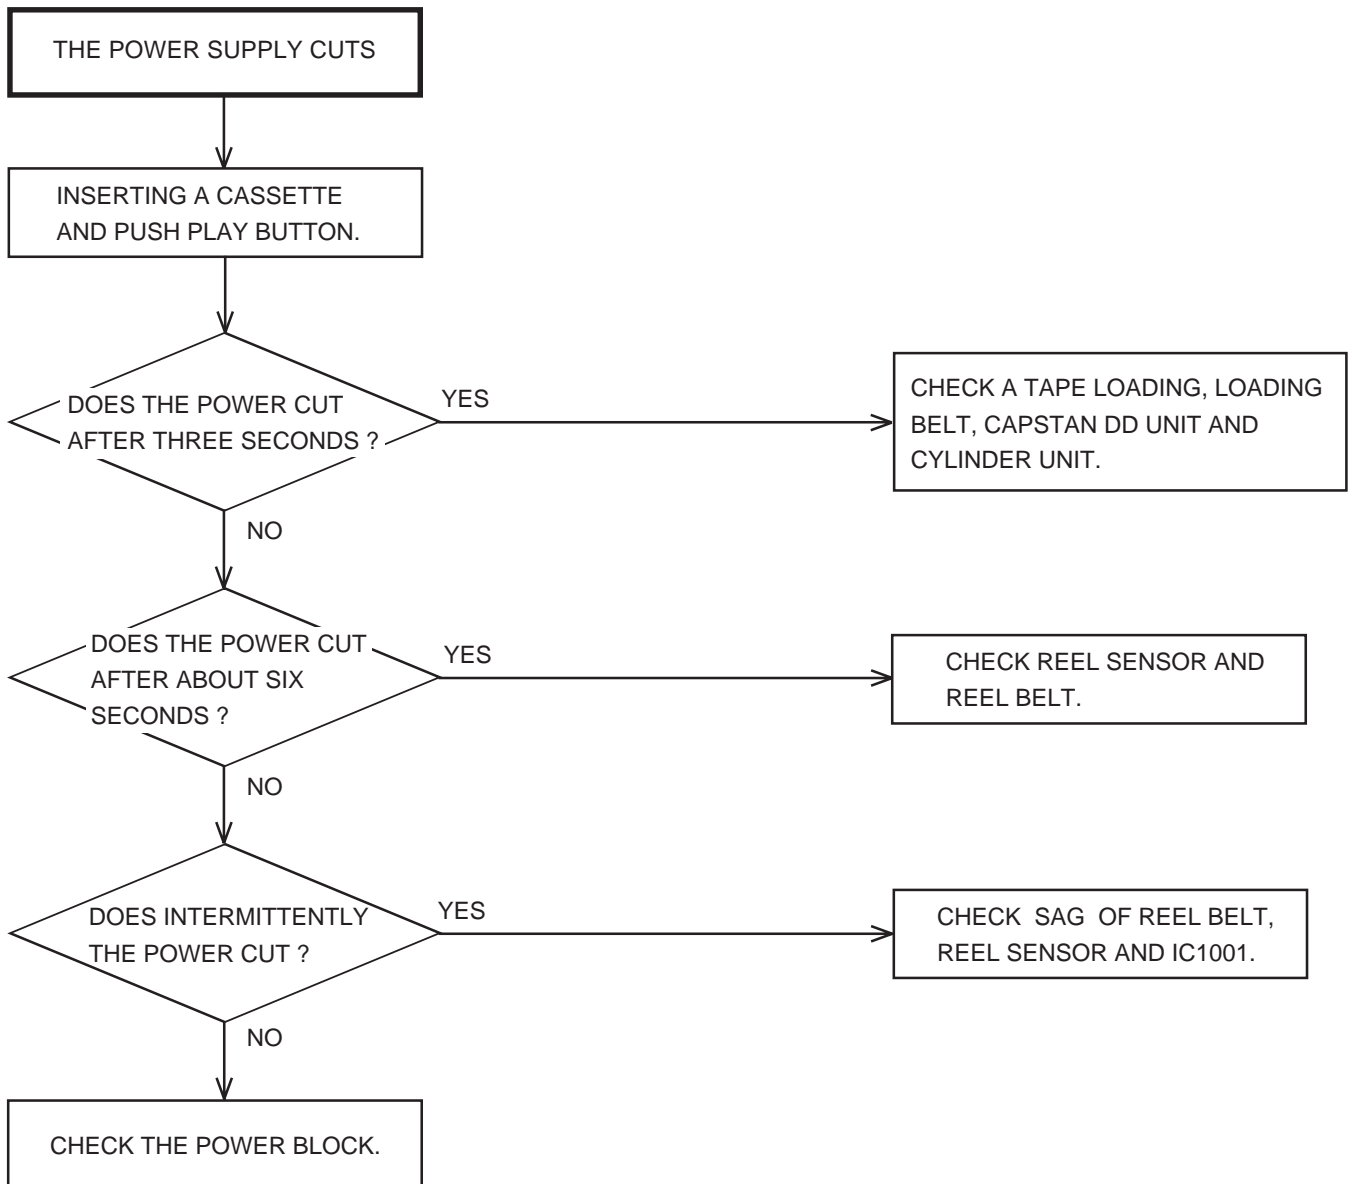 THE POWER SUPPLY CUTS
INSERTING A CASSETTE
AND PUSH PLAY BUTTON.
DOES THE POWER CUT
AFTER THREE SECONDS ?
YES
CHECK A TAPE LOADING, LOADING
BELT, CAPSTAN DD UNIT AND
CYLINDER UNIT.
NO
DOES THE POWER CUT
AFTER ABOUT SIX
SECONDS ?
YES
CHECK REEL SENSOR AND
REEL BELT.
NO
DOES INTERMITTENTLY
THE POWER CUT ?
YES
CHECK SAG OF REEL BELT,
REEL SENSOR AND IC1001.
NO
CHECK THE POWER BLOCK.